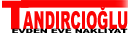 TANDIRCIOĞLU
EVDEN EVE NAKLİYAT